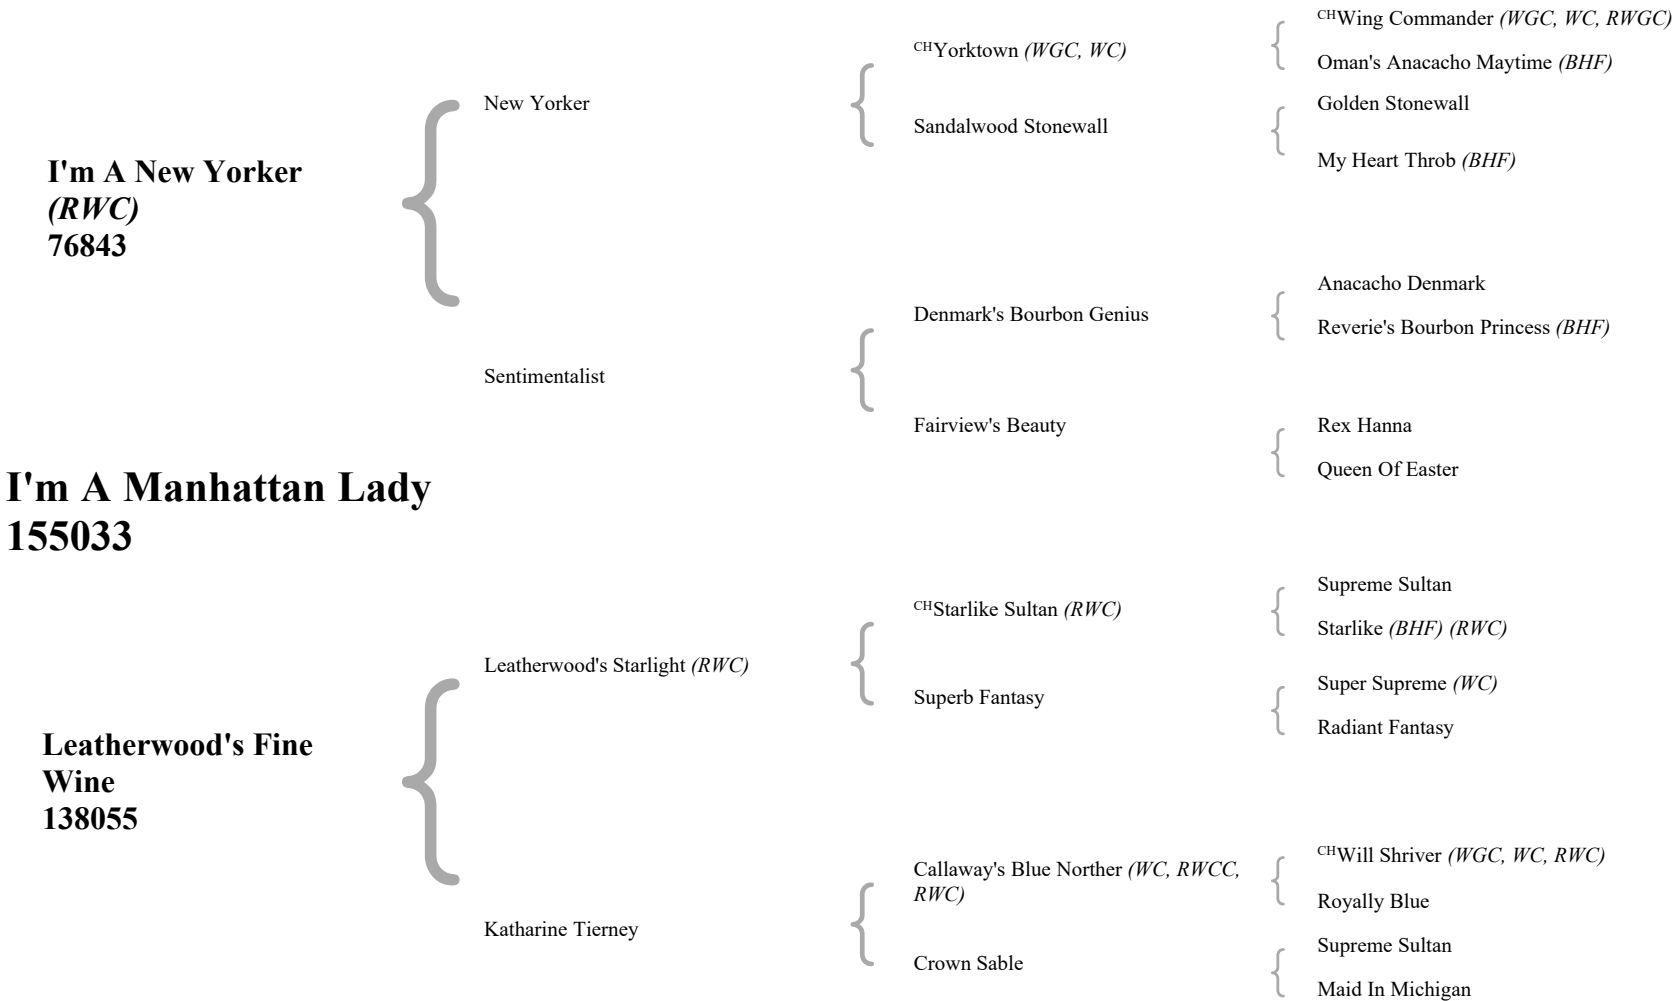 CHWing Commander (WGC, WC, RWGC)
CHYorktown (WGC, WC)
Oman's Anacacho Maytime (BHF)
New Yorker
Golden Stonewall
Sandalwood Stonewall
My Heart Throb (BHF)
I'm A New Yorker
(RWC)
76843
Anacacho Denmark
Denmark's Bourbon Genius
Reverie's Bourbon Princess (BHF)
Sentimentalist
Fairview's Beauty
Rex Hanna
Queen Of Easter
I'm A Manhattan Lady
155033
Supreme Sultan
CHStarlike Sultan (RWC)
Starlike (BHF) (RWC)
Leatherwood's Starlight (RWC)
Super Supreme (WC)
Superb Fantasy
Radiant Fantasy
Leatherwood's Fine
Wine
138055
CHWill Shriver (WGC, WC, RWC)
Callaway's Blue Norther (WC, RWCC,
RWC)
Royally Blue
Katharine Tierney
Supreme Sultan
Crown Sable
Maid In Michigan